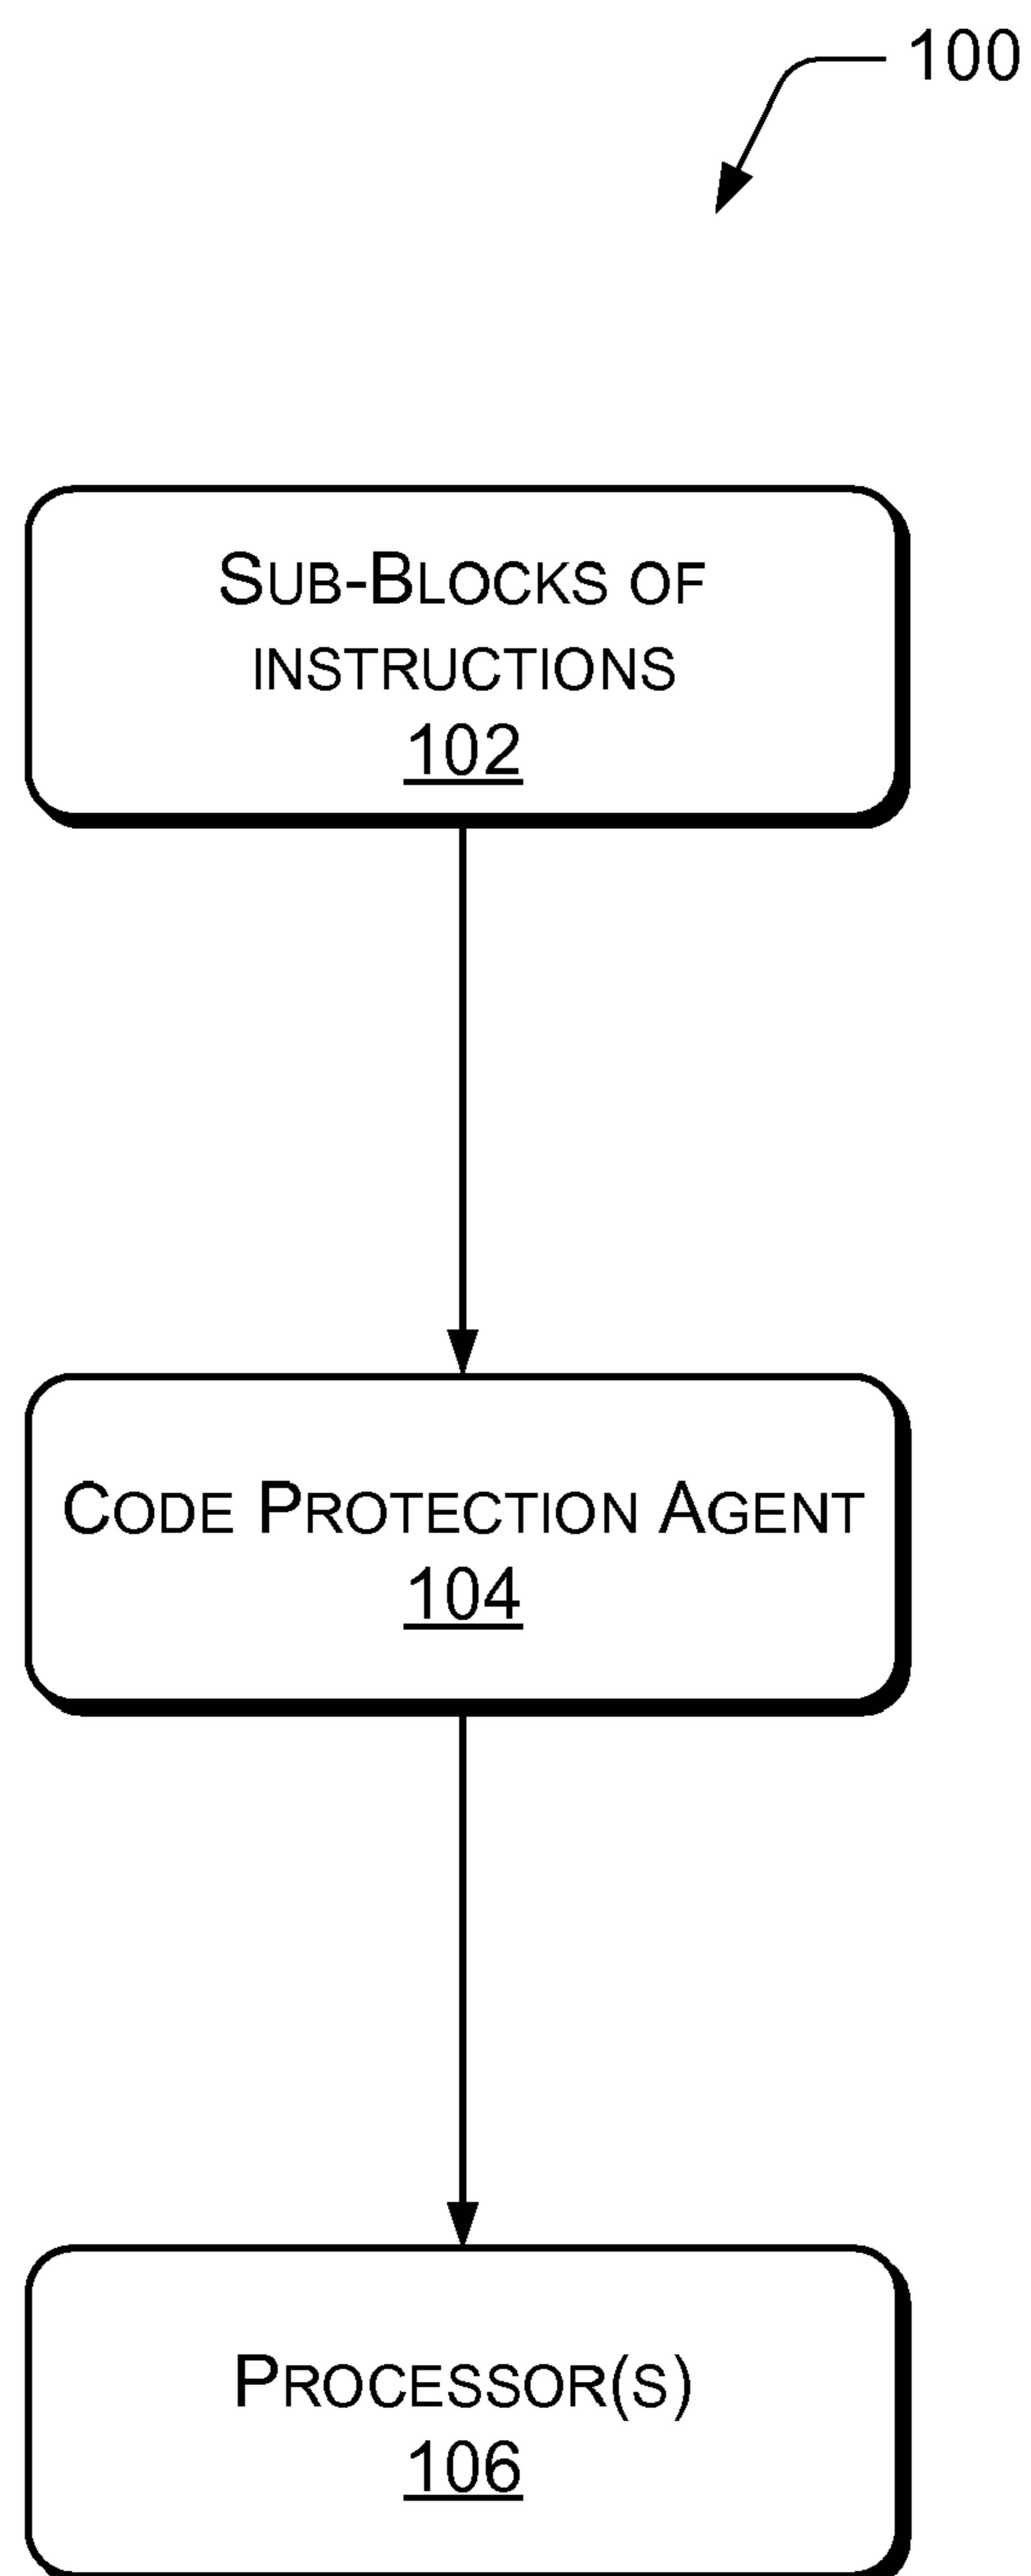 100
SUB-BLOCKS OF
INSTRUCTIONS
102
CODE PROTECTION AGENT
104
PROCESSOR(S)
106